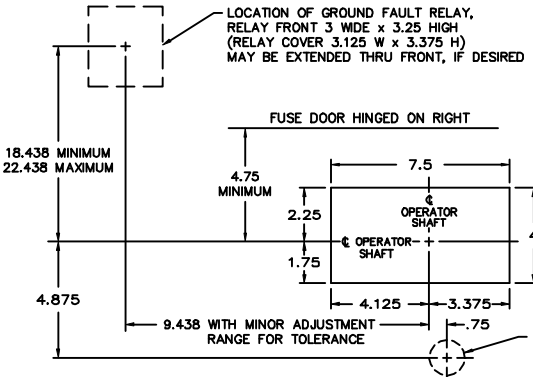 LOCATION OF GROUND FAULT RELAY,
RELAY FRONT 3 WIDE x 3.25 HIGH
(RELAY COVER 3.125 W x 3.375 H)
MAY BE EXTENDED THRU FRONT, IF DESIRED
FUSE DOOR HINGED ON RIGHT
18.438 MINIMUM
22.438 MAXIMUM
4.75
MINIMUM
7.5
2.25
℄
OPERATOR
SHAFT
4
℄ OPERATOR
SHAFT
1.75
4.875
4.125
3.375
9.438 WITH MINOR ADJUSTMENT
RANGE FOR TOLERANCE
.75